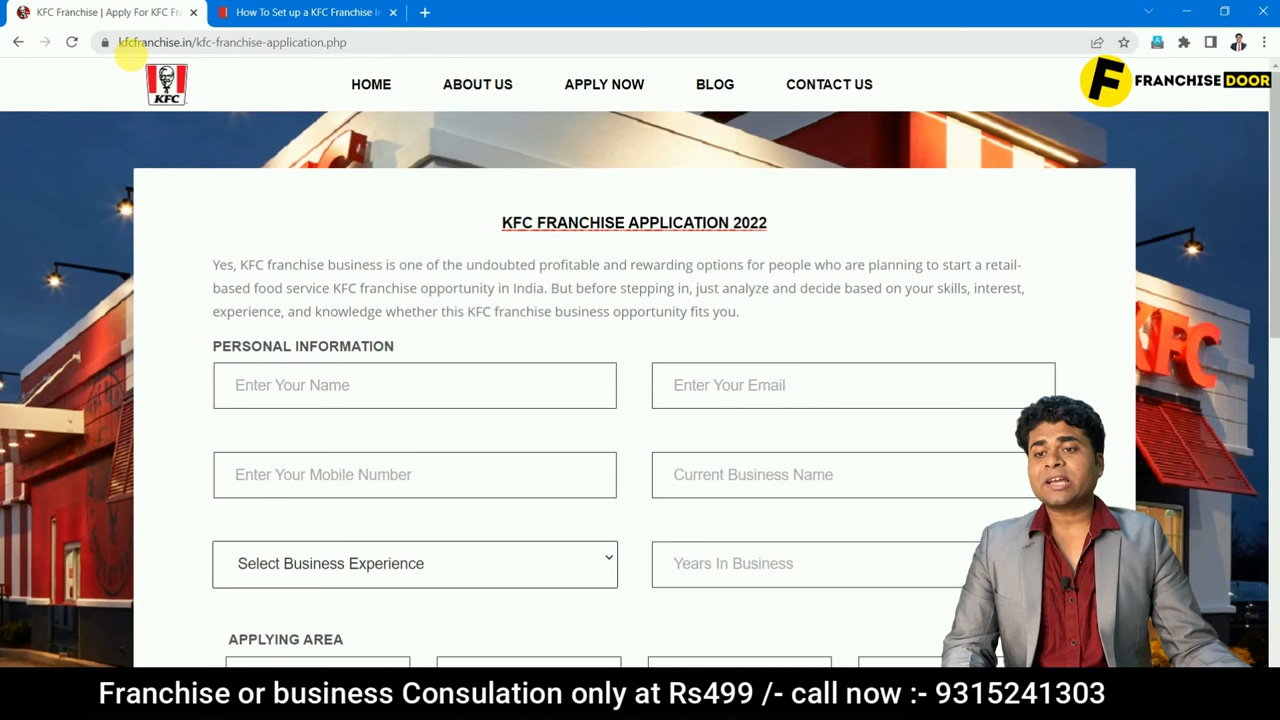 KFC Franchise | Apply For KFC Fr
How To Set up a KFC Franchise I
kfcfranchise.in/kfc-franchise-application.php
KFC
HOME
ABOUT US
APPLY NOW
BLOG
CONTACT US
F FRANCHISE DOOR
KFC FRANCHISE APPLICATION 2022
Yes, KFC franchise business is one of the undoubted profitable and rewarding options for people who are planning to start a retail-
based food service KFC franchise opportunity in India. But before stepping in, just analyze and decide based on your skills, interest,
experience, and knowledge whether this KFC franchise business opportunity fits you.
PERSONAL INFORMATION
Enter Your Name
Enter Your Email
KFC
Enter Your Mobile Number
Current Business Name
Select Business Experience
Years In Business
APPLYING AREA
Franchise or business Consulation only at Rs499 /- call now :- 9315241303